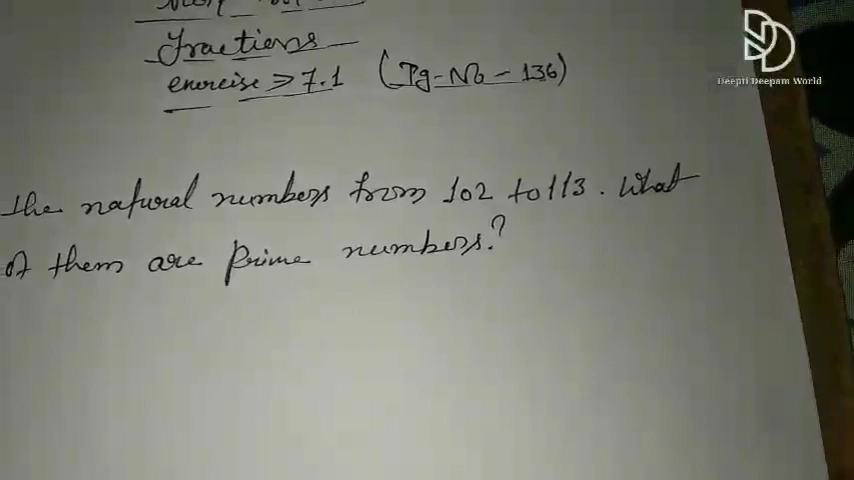 Fractions
exercise > 7.1 (Pg-No - 136)
the natural numbers from 102 to 113. What
of them are prime numbers?
Deepti Deepam World